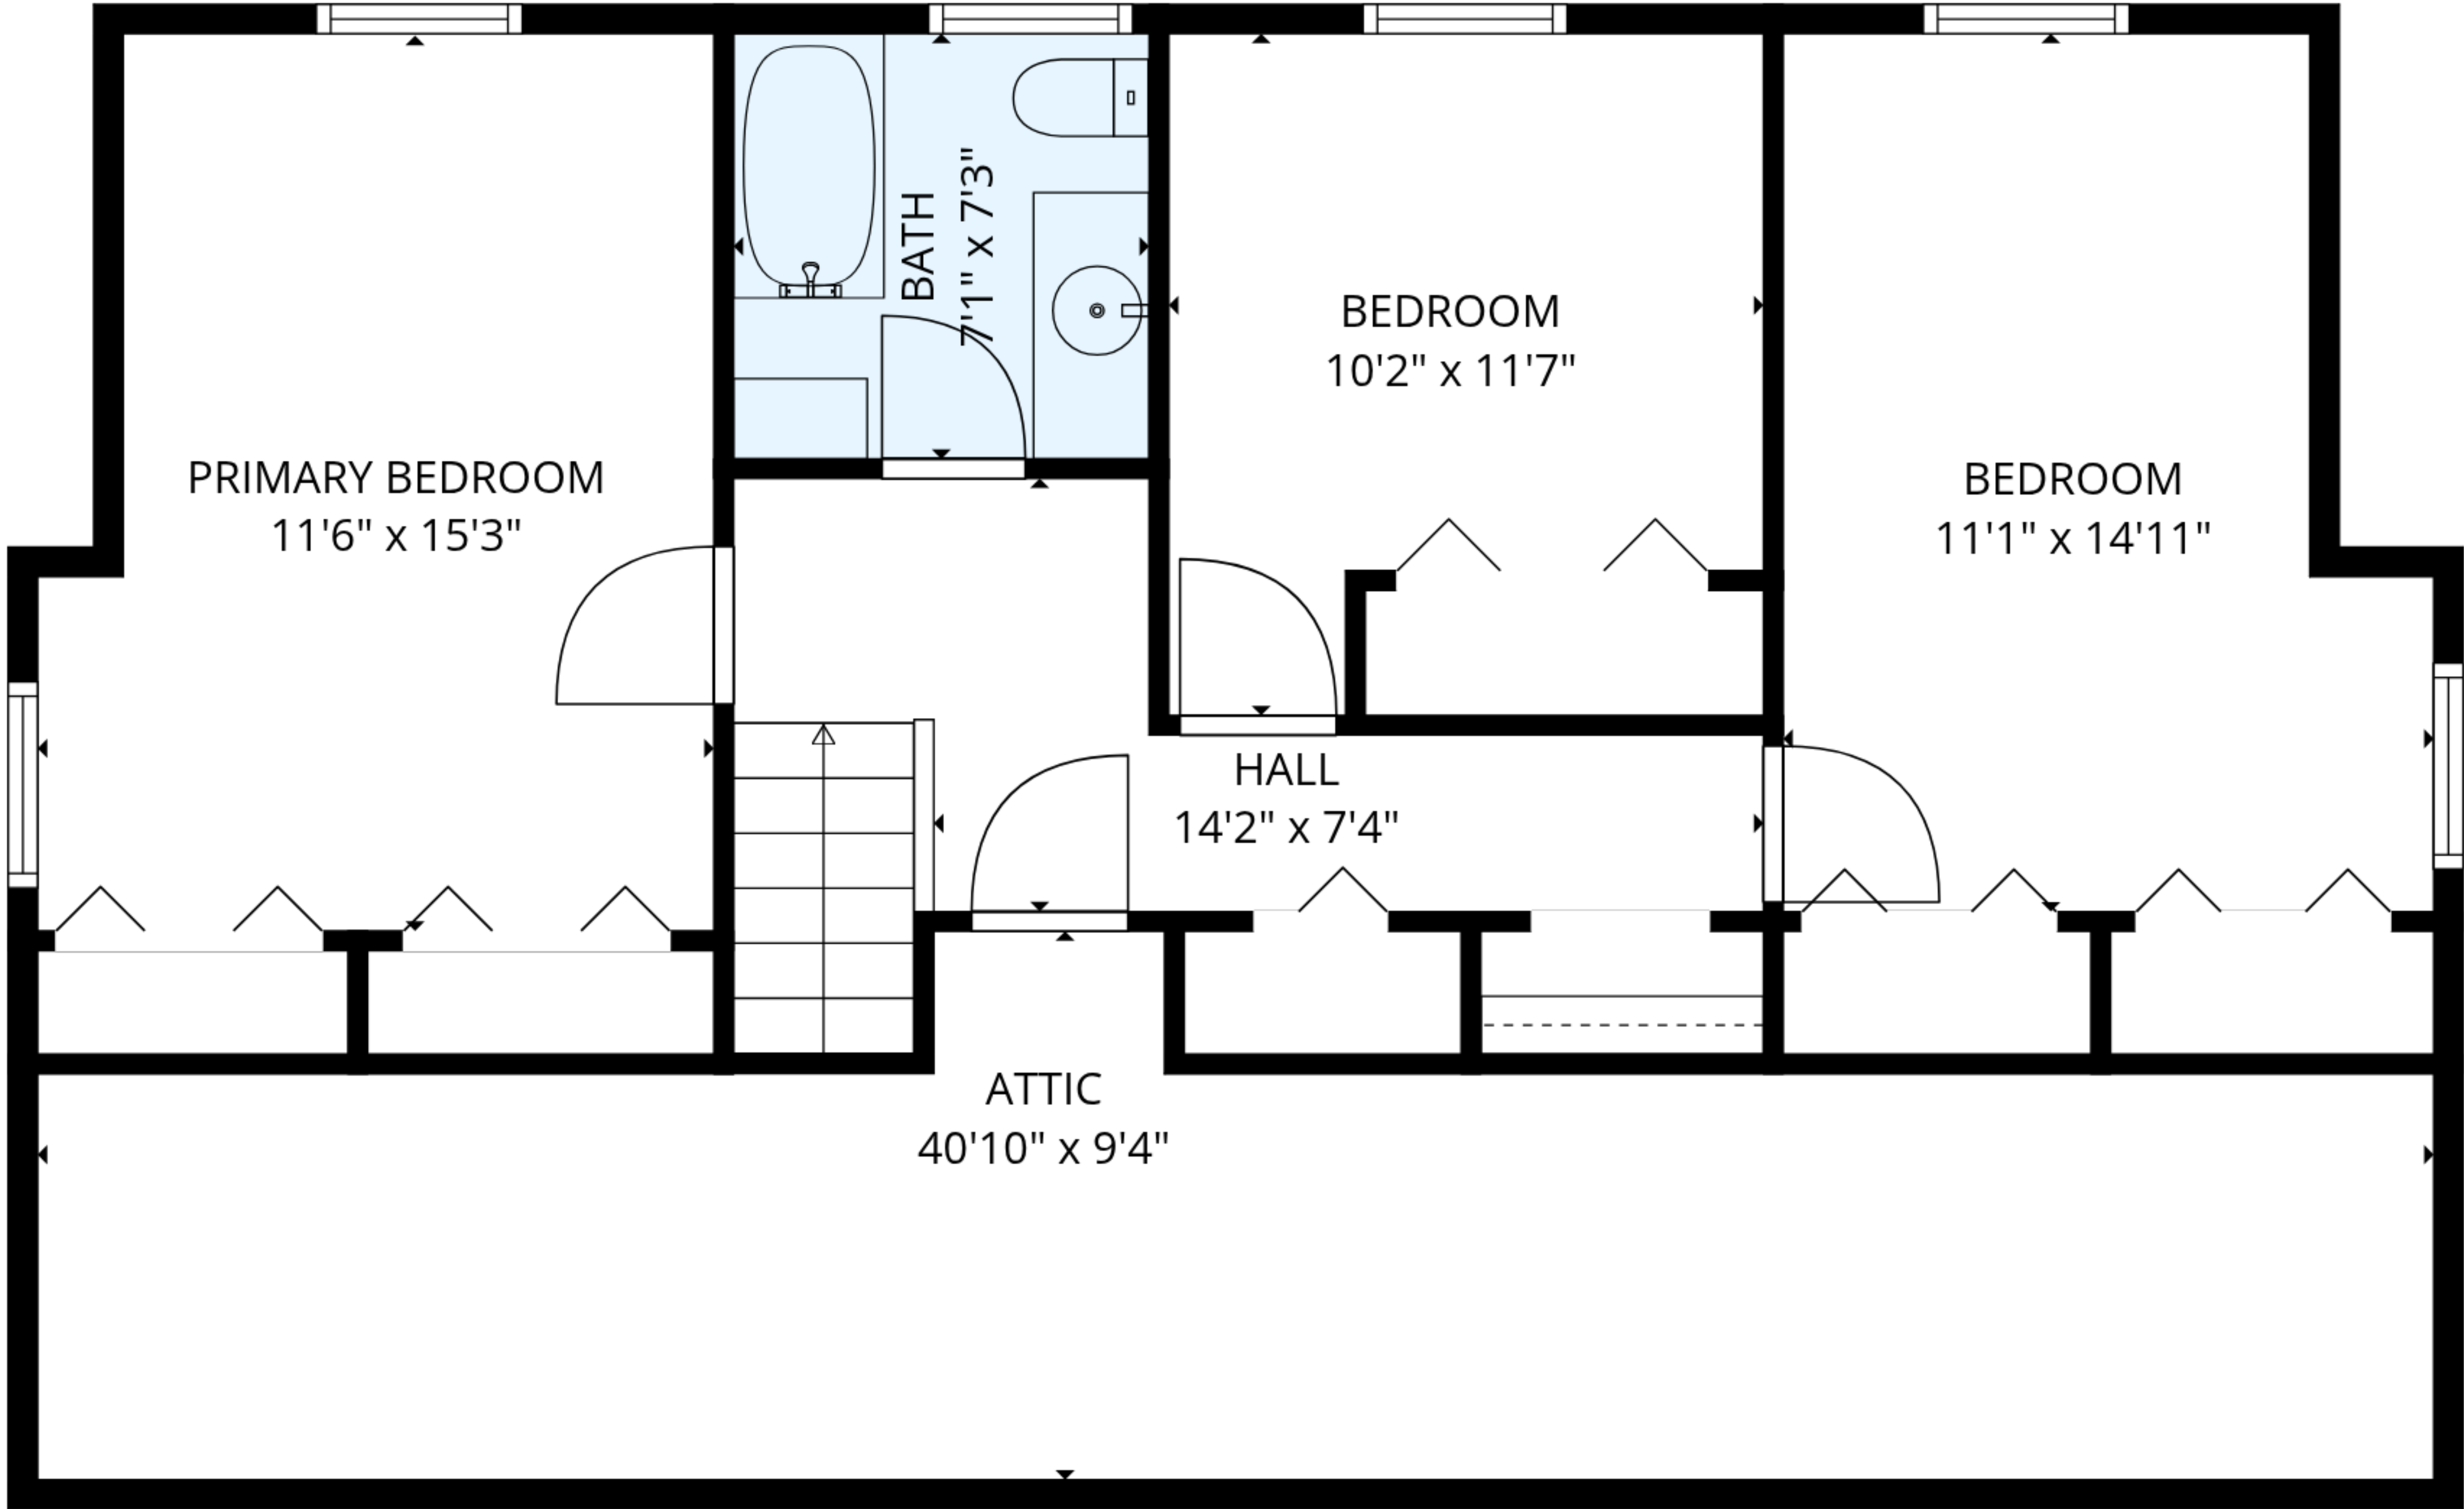 BATH
7'1" x 7'3"
BEDROOM
10'2" x 11'7"
PRIMARY BEDROOM
11'6" x 15'3"
BEDROOM
11'1" x 14'11"
HALL
14'2" x 7'4"
ATTIC
40'10" x 9'4"